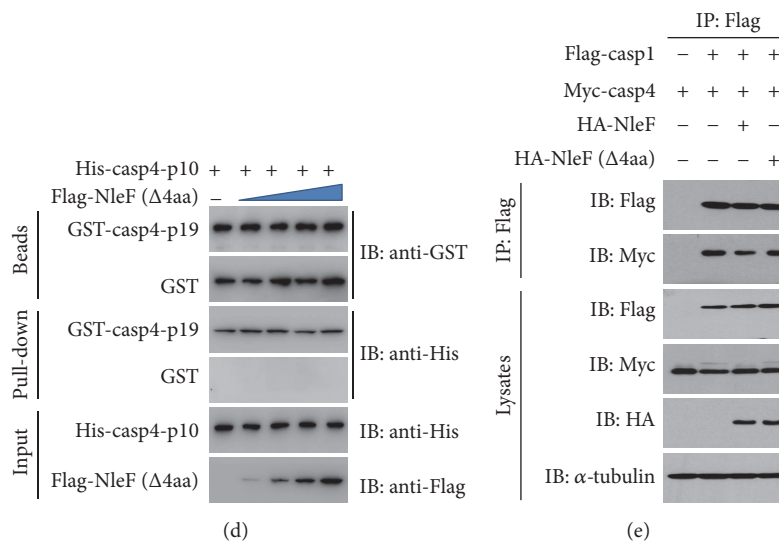 His-casp4-p10 + + + + +
Flag-NleF (Δ4aa) −
Beads
GST-casp4-p19
GST
IB: anti-GST
Pull-down
GST-casp4-p19
GST
IB: anti-His
Input
His-casp4-p10 IB: anti-His
Flag-NleF (Δ4aa) IB: anti-Flag
(d)
IP: Flag
Flag-casp1 − + + +
Myc-casp4 + + + +
HA-NleF − − + −
HA-NleF (Δ4aa) − − − +
IP: Flag
IB: Flag
IB: Myc
Lysates
IB: Flag
IB: Myc
IB: HA
IB: α-tubulin
(e)